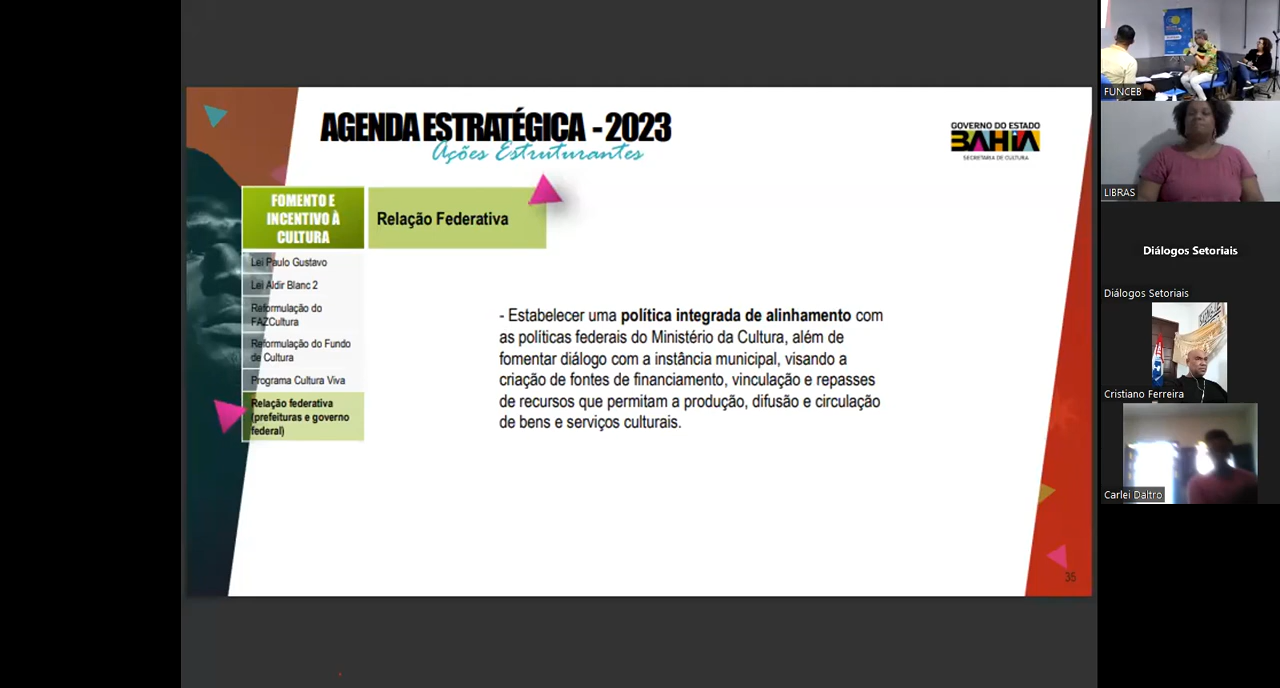 AGENDA ESTRATÉGICA - 2023
Ações Estruturantes
GOVERNO DO ESTADO
BAHIA
SECRETARIA DE CULTURA
FOMENTO E
INCENTIVO À
CULTURA
Relação Federativa
Lei Paulo Gustavo
Lei Aldir Blanc 2
Reformulação do
FAZCultura
Reformulação do Fundo
de Cultura
Programa Cultura Viva
Relação federativa
(prefeituras e governo
federal)
- Estabelecer uma política integrada de alinhamento com
as políticas federais do Ministério da Cultura, além de
fomentar diálogo com a instância municipal, visando a
criação de fontes de financiamento, vinculação e repasses
de recursos que permitam a produção, difusão e circulação
de bens e serviços culturais.
35
FUNCEB
LIBRAS
Diálogos Setoriais
Diálogos Setoriais
Cristiano Ferreira
Carlei Daltro